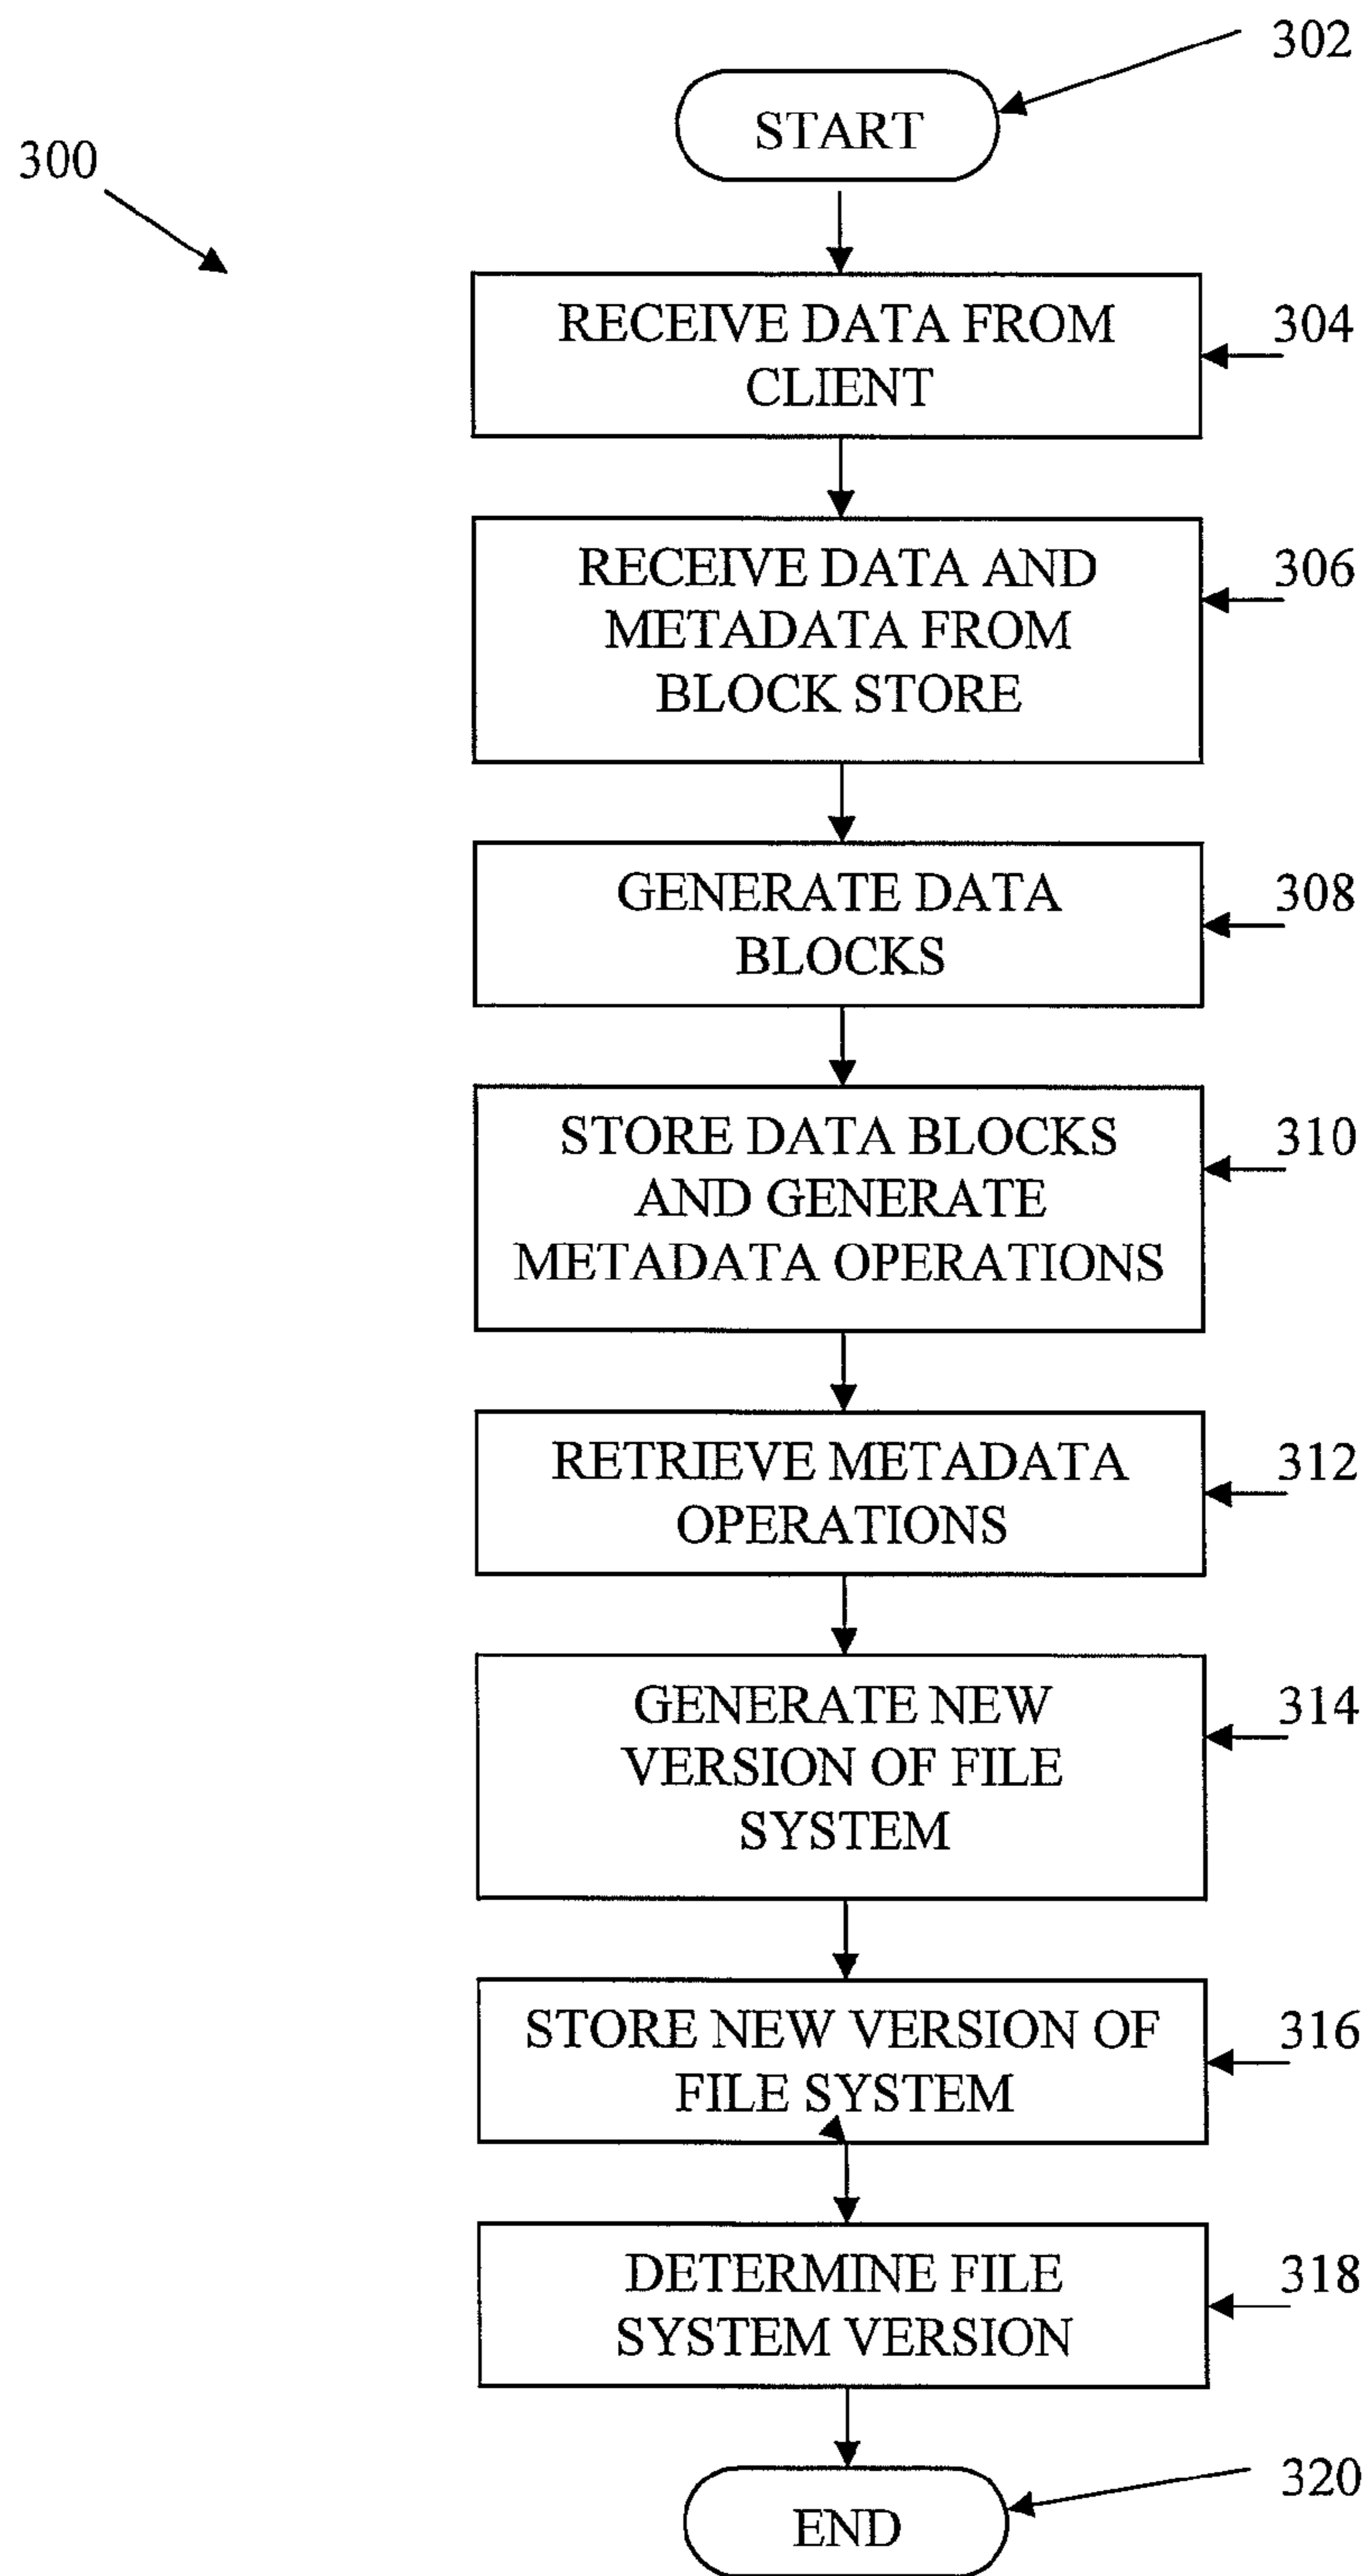 302
START
300
RECEIVE DATA FROM
CLIENT
304
RECEIVE DATA AND
METADATA FROM
BLOCK STORE
306
GENERATE DATA
BLOCKS
308
STORE DATA BLOCKS
AND GENERATE
METADATA OPERATIONS
310
RETRIEVE METADATA
OPERATIONS
312
GENERATE NEW
VERSION OF FILE
SYSTEM
314
STORE NEW VERSION OF
FILE SYSTEM
316
DETERMINE FILE
SYSTEM VERSION
318
320
END